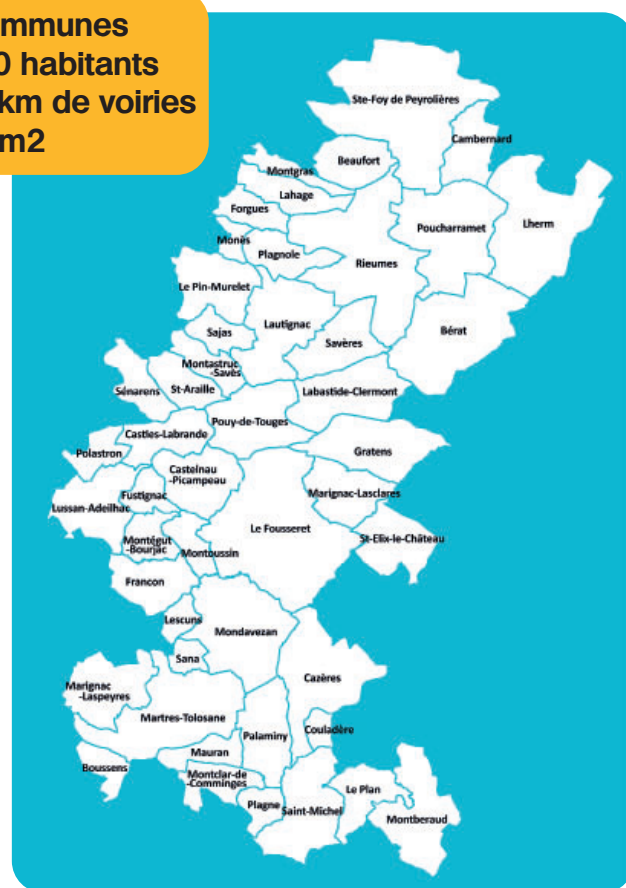 ommunes
0 habitants
km de voiries
m2
Ste-Foy de Peyrolières
Cambernard
Beaufort
Montgras
Lahage
Forgues
Poucharramet
Lherm
Monès
Plagnole
Rieumes
Le Pin-Murelet
Lautignac
Sajas
Savères
Bérat
Montastruc
-Savès
Sénarens
St-Araille
Labastide-Clermont
Pouy-de-Touges
Casties-Labrande
Polastron
Gratens
Castelnau
-Picampeau
Fustignac
Marignac-Lasclares
Lussan-Adeilhac
Le Fousseret
St-Elix-le-Château
Montégut
-Bourjac
Montoussin
Francon
Lescuns
Mondavezan
Sana
Cazères
Marignac
-Laspeyres
Martres-Tolosane
Couladère
Palaminy
Mauran
Boussens
Montclar-de
-Comminges
Le Plan
Plagne
Saint-Michel
Montberaud